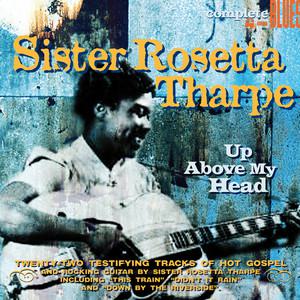 complete
BLUES
Sister Rosetta
Tharpe
Up
Above My
Head
TWENTY-TWO TESTIFYING TRACKS OF HOT GOSPEL
AND ROCKING GUITAR BY SISTER ROSETTA THARPE
INCLUDING "THIS TRAIN" "DIDN'T IT RAIN"
AND "DOWN BY THE RIVERSIDE"